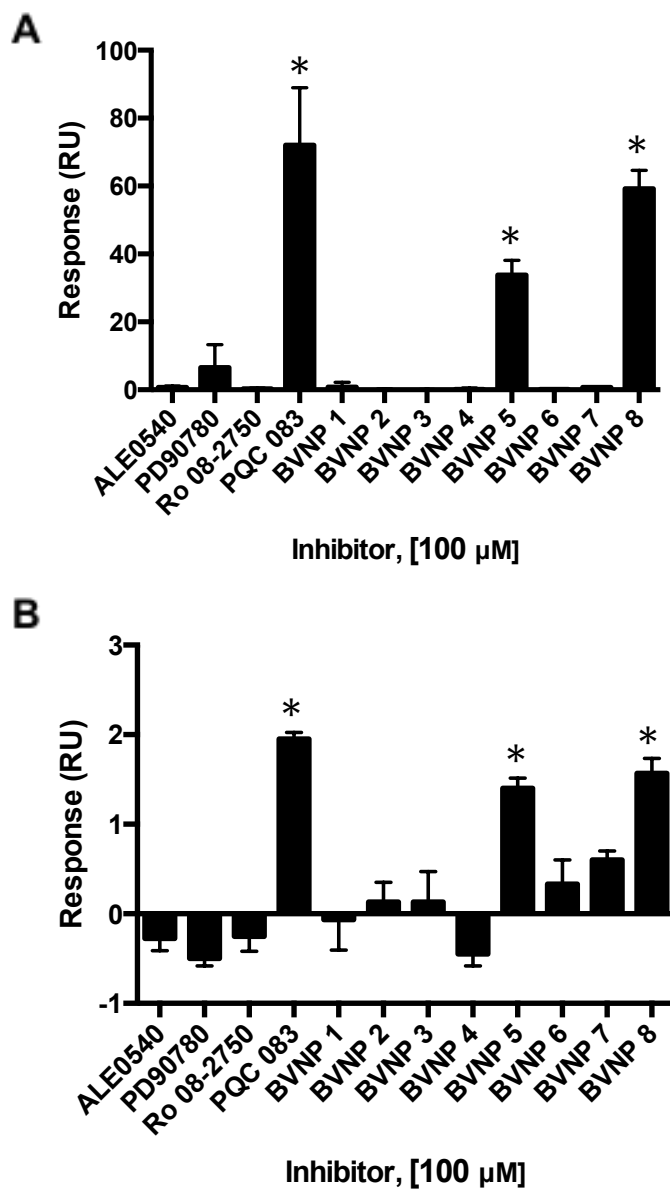 A
Response (RU)
100
80
60
40
20
0
*
*
*
ALE0540
PD90780
Ro 08-2750
PQC 083
BVNP 1
BVNP 2
BVNP 3
BVNP 4
BVNP 5
BVNP 6
BVNP 7
BVNP 8
Inhibitor, [100 µM]
B
Response (RU)
3
2
1
0
-1
*
*
*
ALE0540
PD90780
Ro 08-2750
PQC 083
BVNP 1
BVNP 2
BVNP 3
BVNP 4
BVNP 5
BVNP 6
BVNP 7
BVNP 8
Inhibitor, [100 µM]